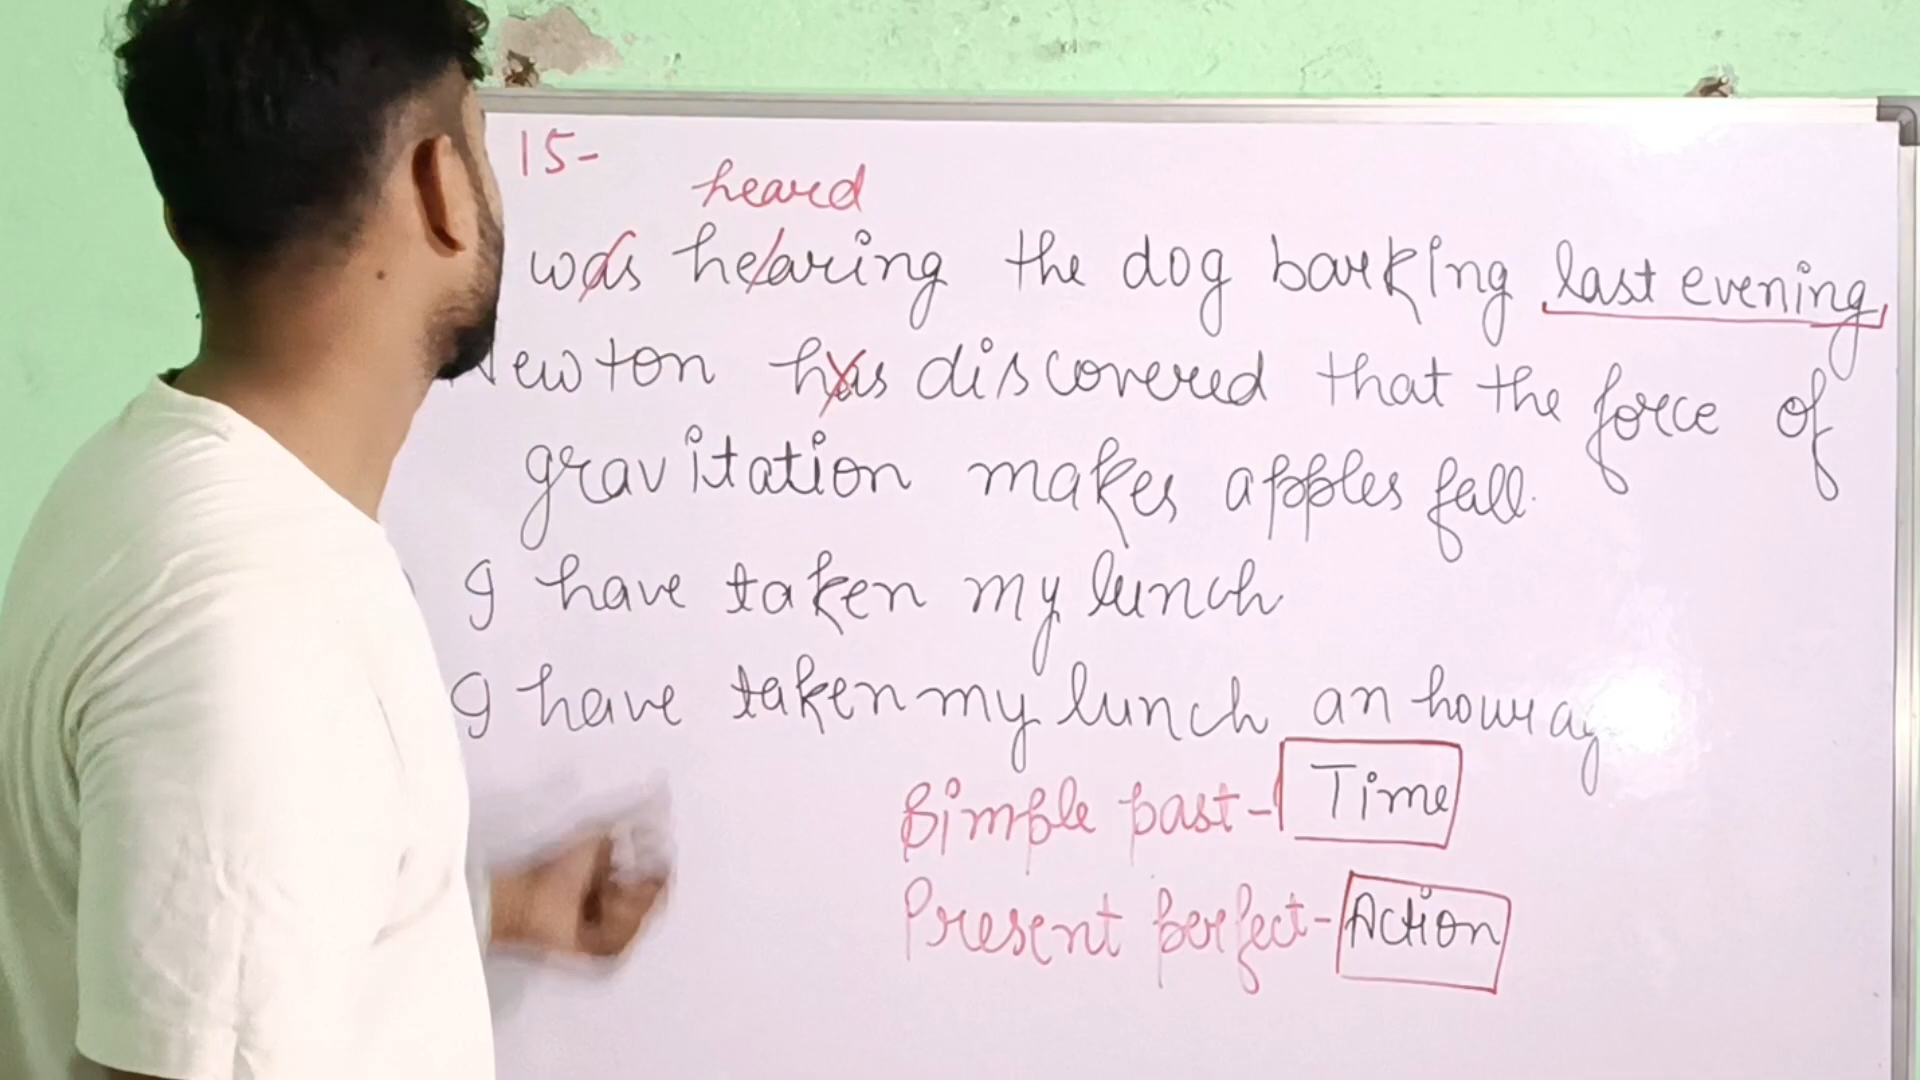 15-
heard
was hearing the dog barking last evening
Newton has discovered that the force of
gravitation makes apples fall.
I have taken my lunch
I have taken my lunch an hour ag
Simple past- Time
Present perfect- Action